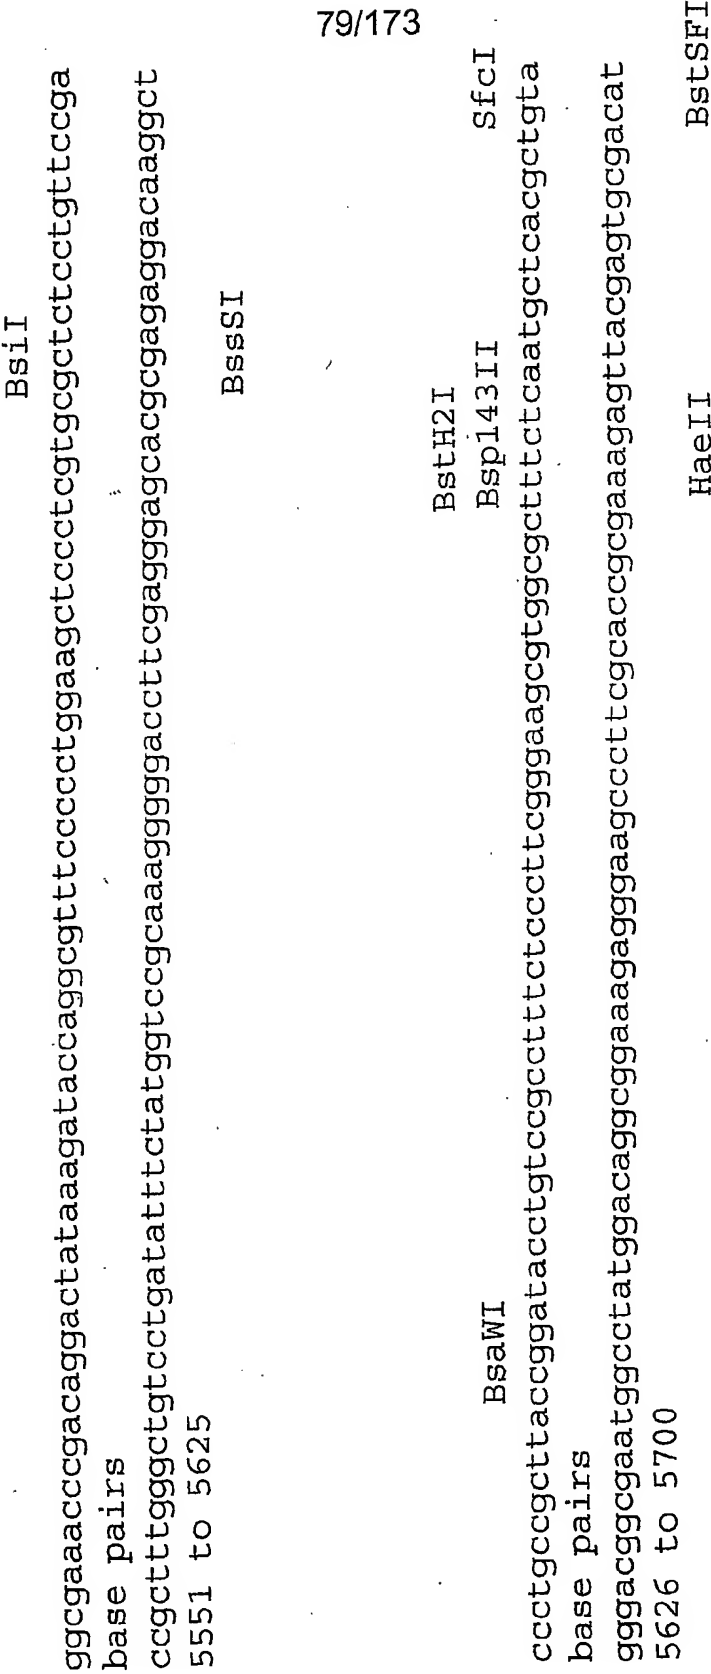 79/173
BsiI
ggcgaaacccgacaggactataaagataccaggcgtttccccctggaagctccctcgtgcgctctcctgttccga
base pairs
ccgctttgggctgtcctgatatttctatggtccgcaaagggggaccttcgagggagcacgcgagaggacaaggct
5551 to 5625
BssSI
BstH2I
BsaWI Bsp143II SfcI
ccctgccgcttaccggatacctgtccgcctttctcccttcgggaagcgtggcgctttctcaatgctcacgctgta
base pairs
gggacggcgaatggcctatggacaggcggaaagagggaagcccttcgcaccgcgaaagagttacgagtgcgacat
5626 to 5700
HaeII BstSFI